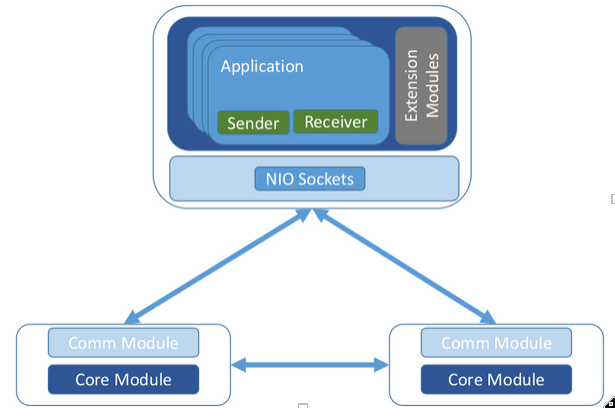 Application
Sender
Receiver
Extension
Modules
NIO Sockets
Comm Module
Core Module
Comm Module
Core Module